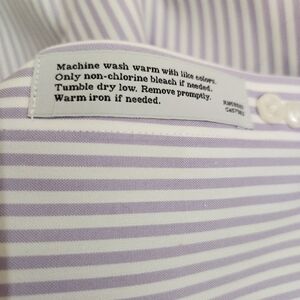 Machine wash warm with like colors.
Only non-chlorine bleach if needed.
Tumble dry low. Remove promptly.
Warm iron if needed.